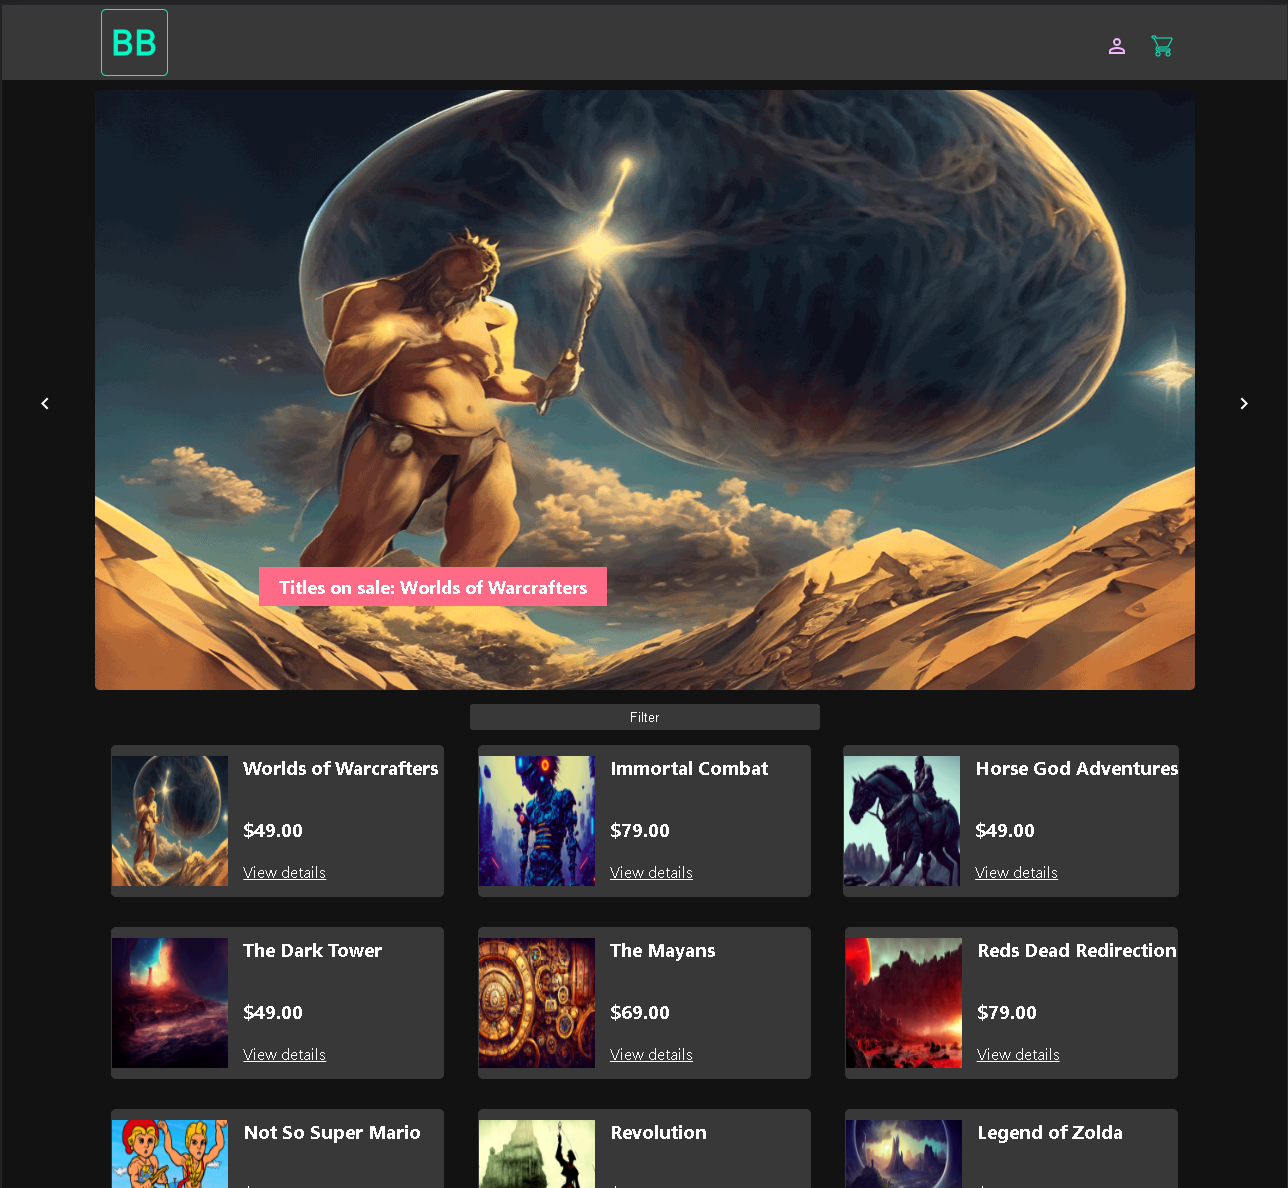 BB
Titles on sale: Worlds of Warcrafters
Filter
Worlds of Warcrafters
$49.00
View details
Immortal Combat
$79.00
View details
Horse God Adventures
$49.00
View details
The Dark Tower
$49.00
View details
The Mayans
$69.00
View details
Reds Dead Redirection
$79.00
View details
Not So Super Mario
Revolution
Legend of Zolda